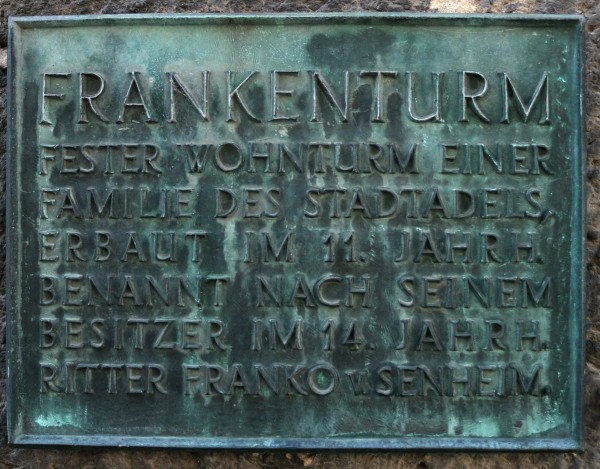 FRANKENTURM
FESTER WOHNTURM EINER
FAMILIE DES STADTADELS,
ERBAUT IM 11. JAHRH.
BENANNT NACH SEINEM
BESITZER IM 14. JAHRH.
RITTER FRANKO v. SENHEIM.